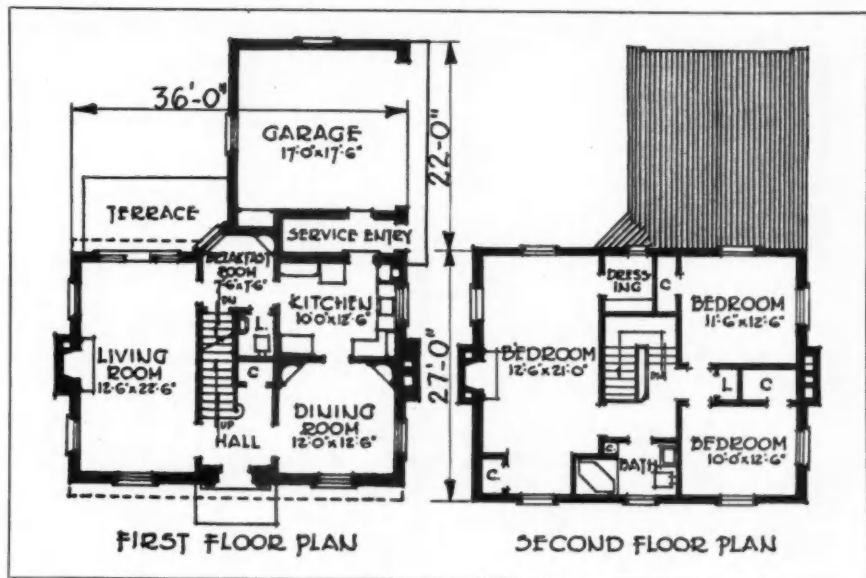 36'-0"
GARAGE
17'-0"x17'-6"
22'-0"
TERRACE
SERVICE ENTRY
BREAKFAST
ROOM
7'-6"x7'-6"
DN
KITCHEN
10'-0"x12'-6"
L.
C
LIVING
ROOM
12'-6"x22'-6"
UP
HALL
DINING
ROOM
12'-0"x12'-6"
27'-0"
FIRST FLOOR PLAN
DRESS-
ING
C
BEDROOM
11'-6"x12'-6"
BEDROOM
12'-6"x21'-0"
DN
L
C
BEDROOM
10'-0"x12'-6"
C.
C.
BATH
SECOND FLOOR PLAN